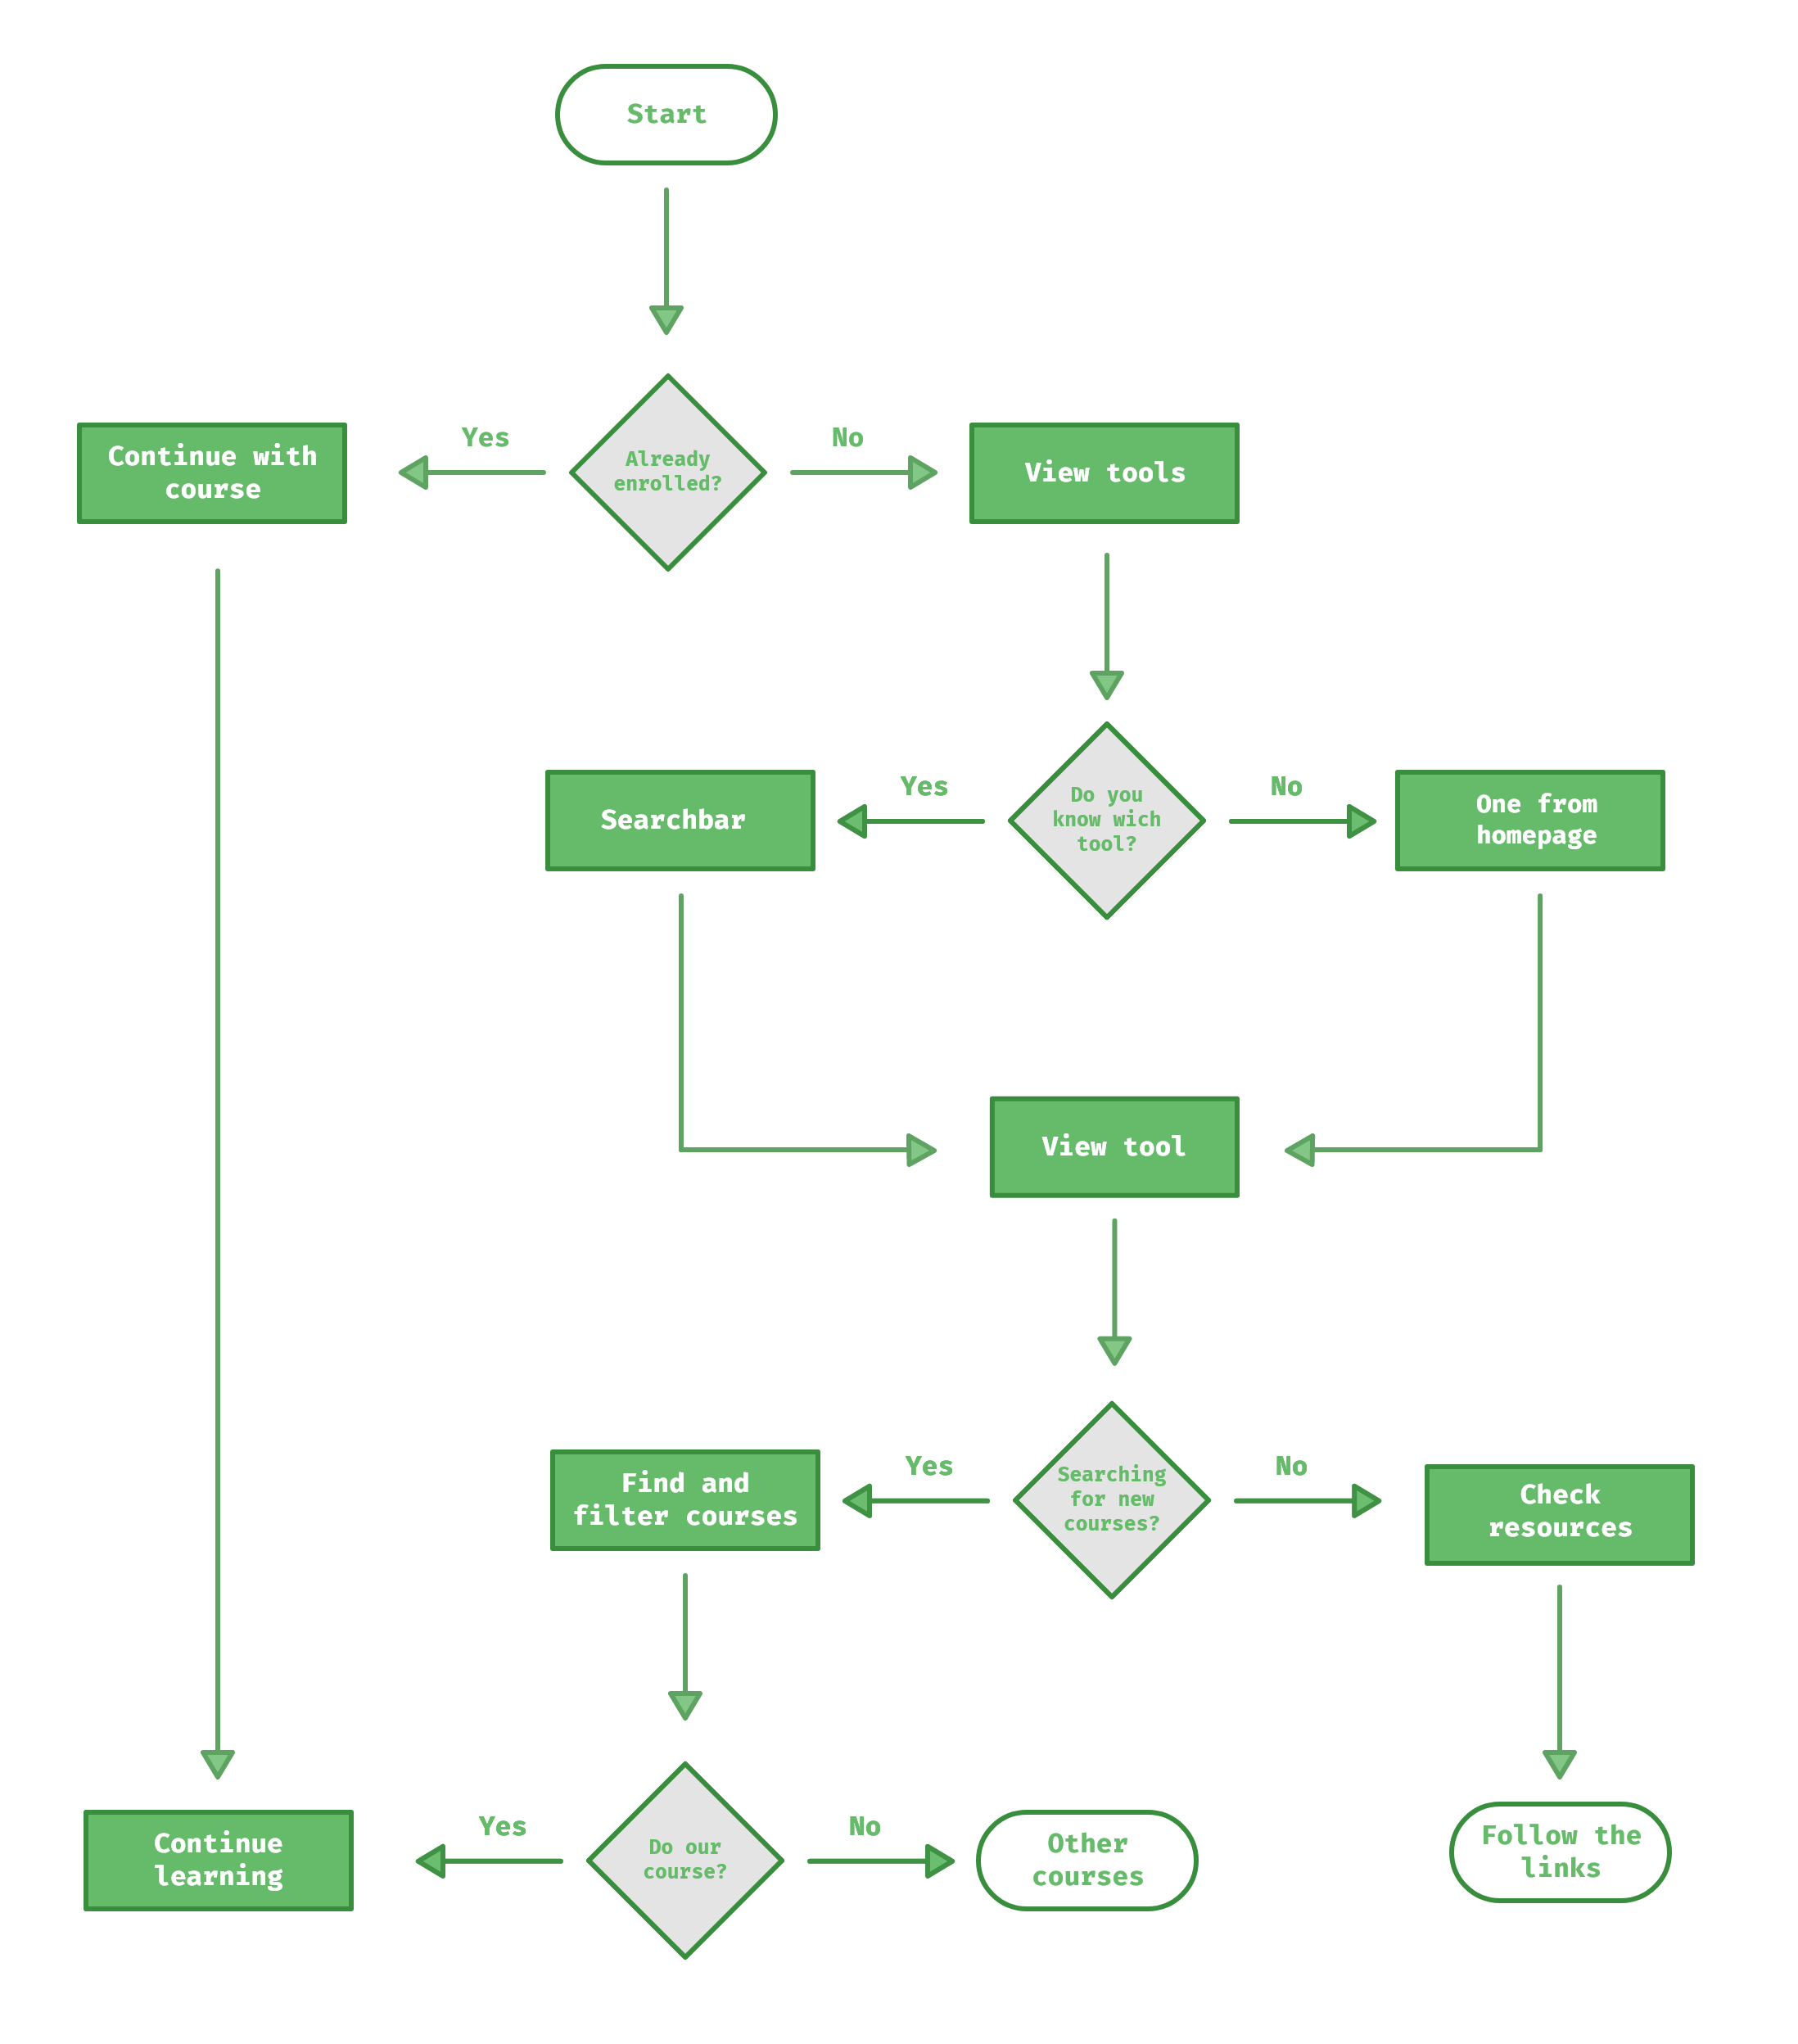 Start
Yes
No
Continue with
course
Already
enrolled?
View tools
Yes
No
Searchbar
Do you
know wich
tool?
One from
homepage
View tool
Yes
No
Find and
filter courses
Searching
for new
courses?
Check
resources
Yes
No
Continue
learning
Do our
course?
Other
courses
Follow the
links